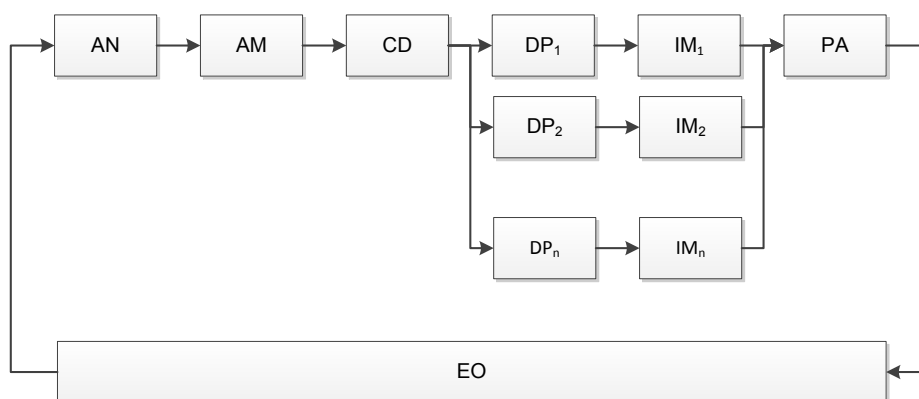 AN
AM
CD
DP₁
IM₁
PA
DP₂
IM₂
DPₙ
IMₙ
EO